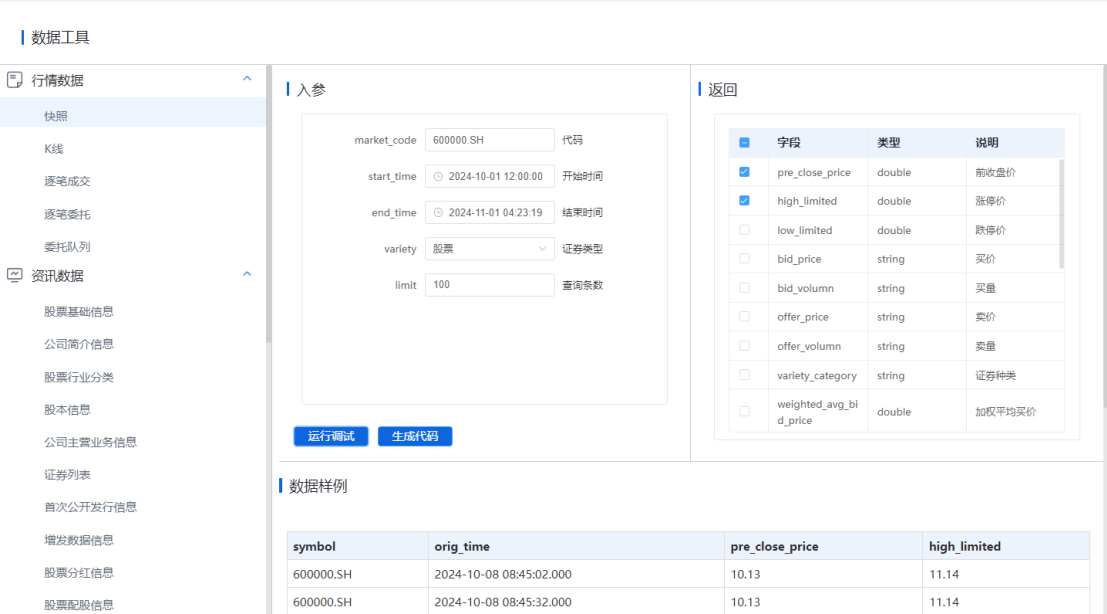 数据工具
行情数据
快照
K线
逐笔成交
逐笔委托
委托队列
资讯数据
股票基础信息
公司简介信息
股票行业分类
股本信息
公司主营业务信息
证券列表
首次公开发行信息
增发数据信息
股票分红信息
股票配股信息
入参
market_code 600000.SH 代码
start_time 2024-10-01 12:00:00 开始时间
end_time 2024-11-01 04:23:19 结束时间
variety 股票 证券类型
limit 100 查询条数
运行调试 生成代码
返回
字段 类型 说明
pre_close_price double 前收盘价
high_limited double 涨停价
low_limited double 跌停价
bid_price string 买价
bid_volumn string 买量
offer_price string 卖价
offer_volumn string 卖量
variety_category string 证券种类
weighted_avg_bi
d_price double 加权平均买价
数据样例
symbol orig_time pre_close_price high_limited
600000.SH 2024-10-08 08:45:02.000 10.13 11.14
600000.SH 2024-10-08 08:45:32.000 10.13 11.14